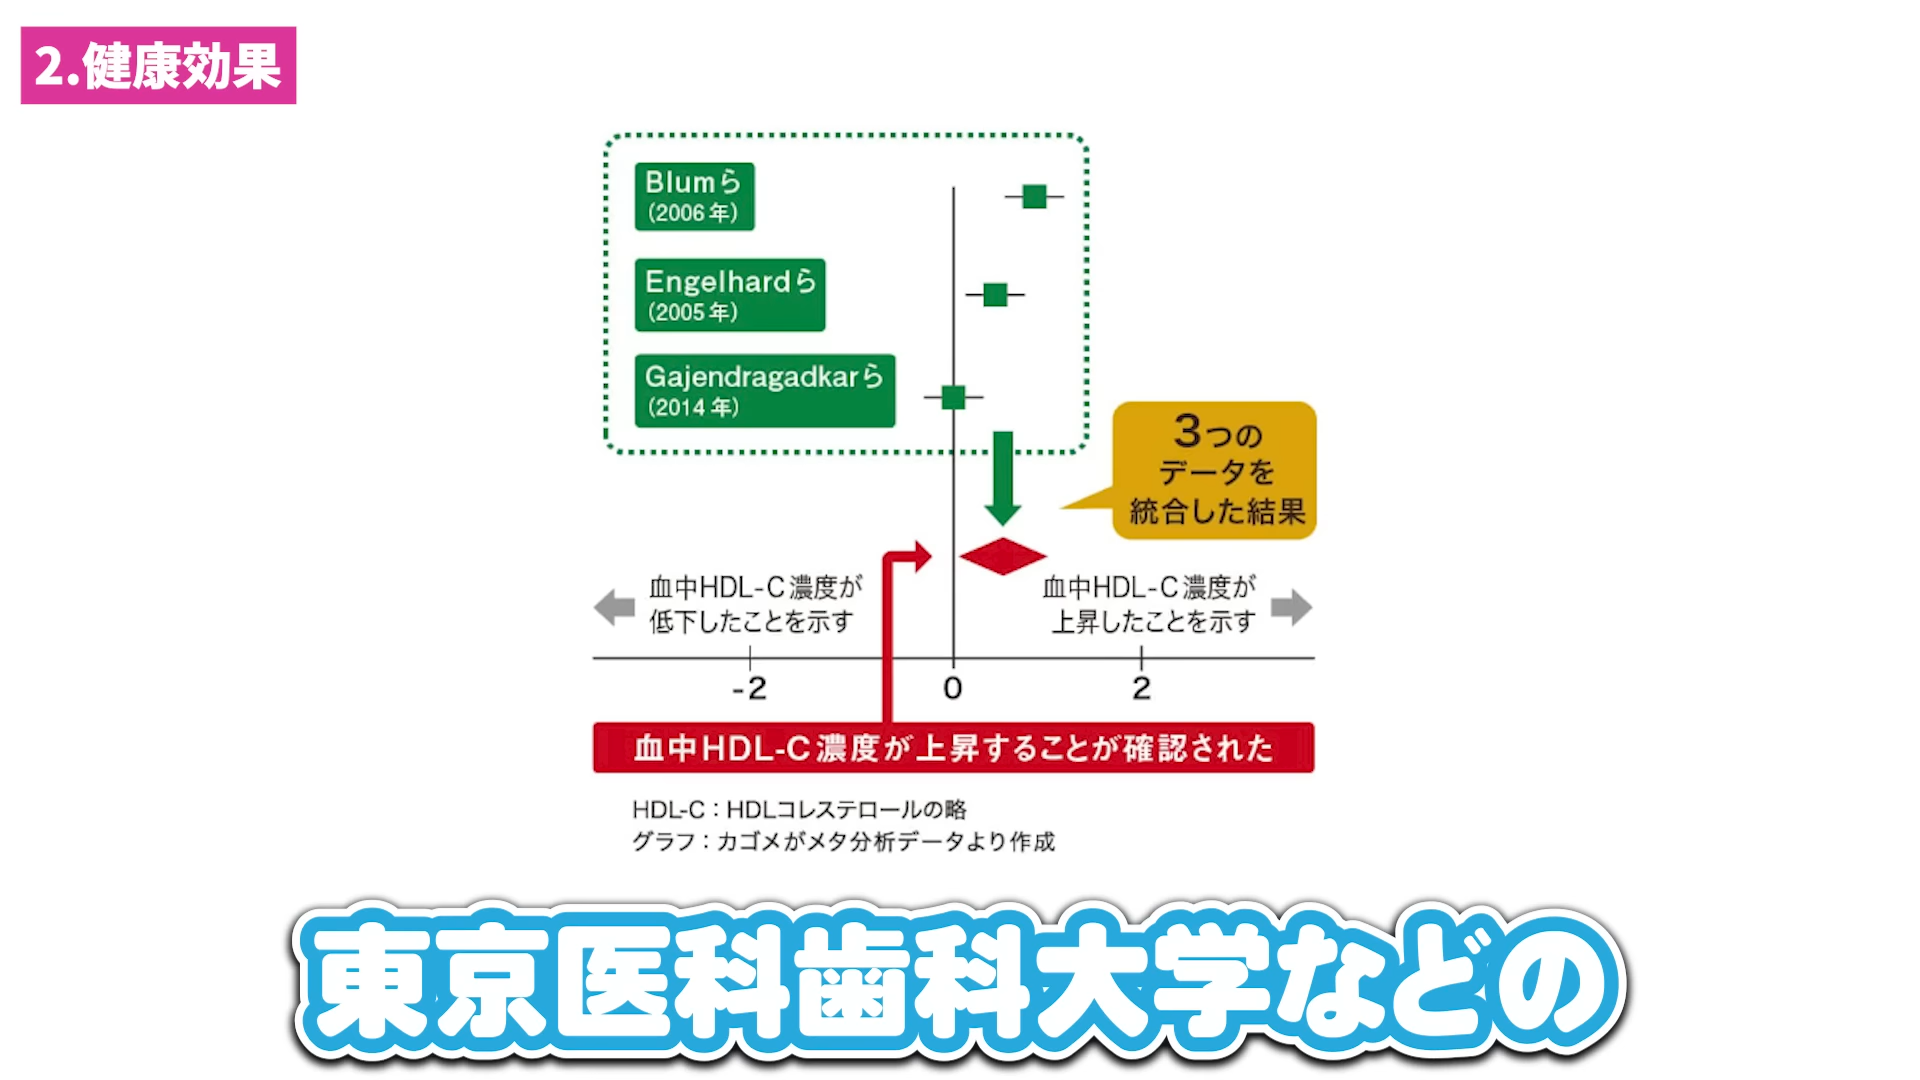 2.健康効果
Blumら
（2006年）
Engelhardら
（2005年）
Gajendragadkarら
（2014年）
3つの
データを
統合した結果
血中HDL-C濃度が
低下したことを示す
血中HDL-C濃度が
上昇したことを示す
-2 0 2
血中HDL-C濃度が上昇することが確認された
HDL-C：HDLコレステロールの略
グラフ：カゴメがメタ分析データより作成
東京医科歯科大学などの